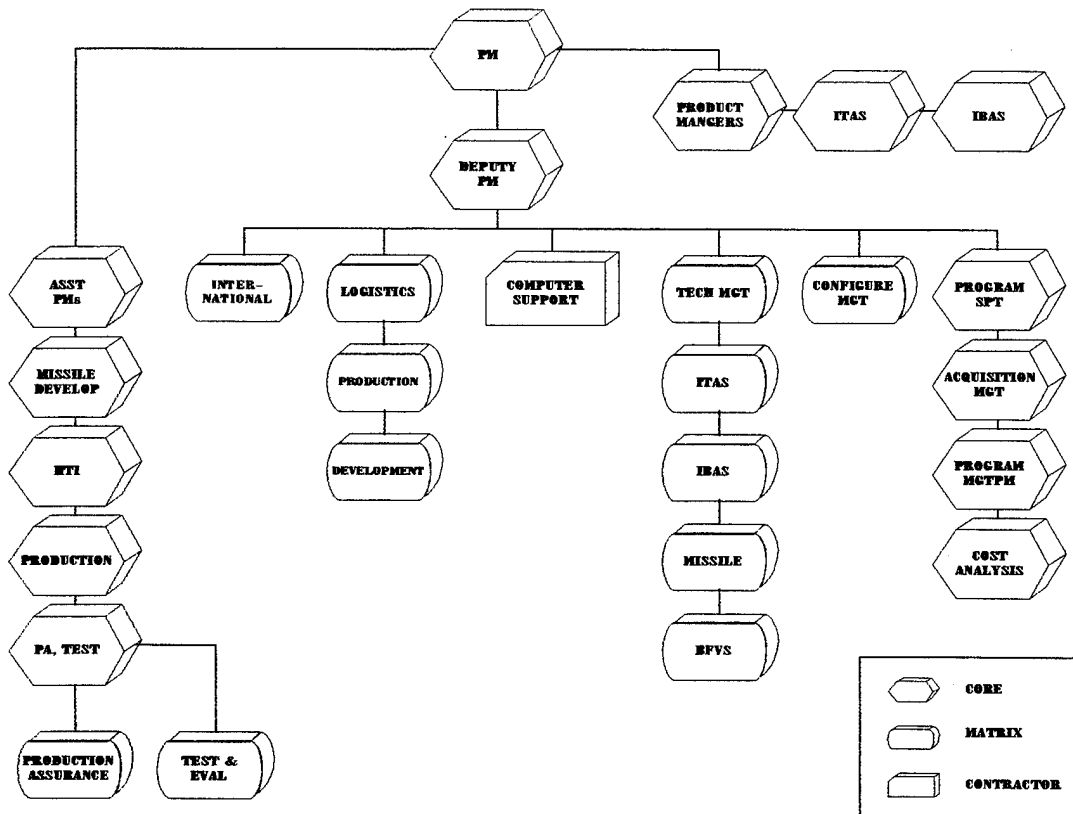 PM
PRODUCT
MANGERS
ITAS
IBAS
DEPUTY
PM
ASST
PMs
INTER-
NATIONAL
LOGISTICS
COMPUTER
SUPPORT
TECH MGT
CONFIGURE
MGT
PROGRAM
SPT
MISSILE
DEVELOP
PRODUCTION
ITAS
ACQUISITION
MGT
HTI
DEVELOPMENT
IBAS
PROGRAM
MGTPM
PRODUCTION
MISSILE
COST
ANALYSIS
PA, TEST
BFVS
PRODUCTION
ASSURANCE
TEST &
EVAL
CORE
MATRIX
CONTRACTOR